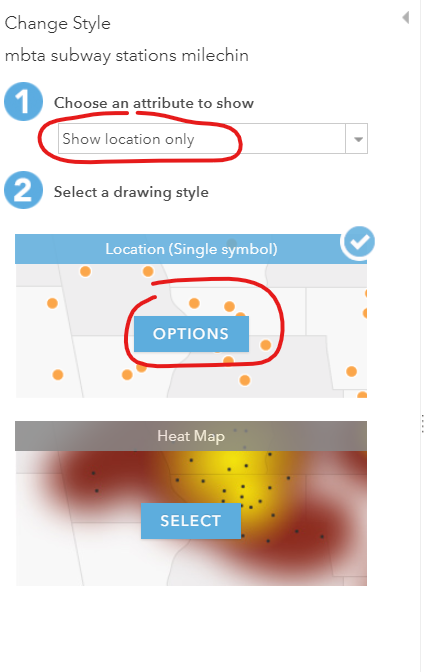 Change Style
mbta subway stations milechin
1 Choose an attribute to show
Show location only
2 Select a drawing style
Location (Single symbol)
OPTIONS
Heat Map
SELECT